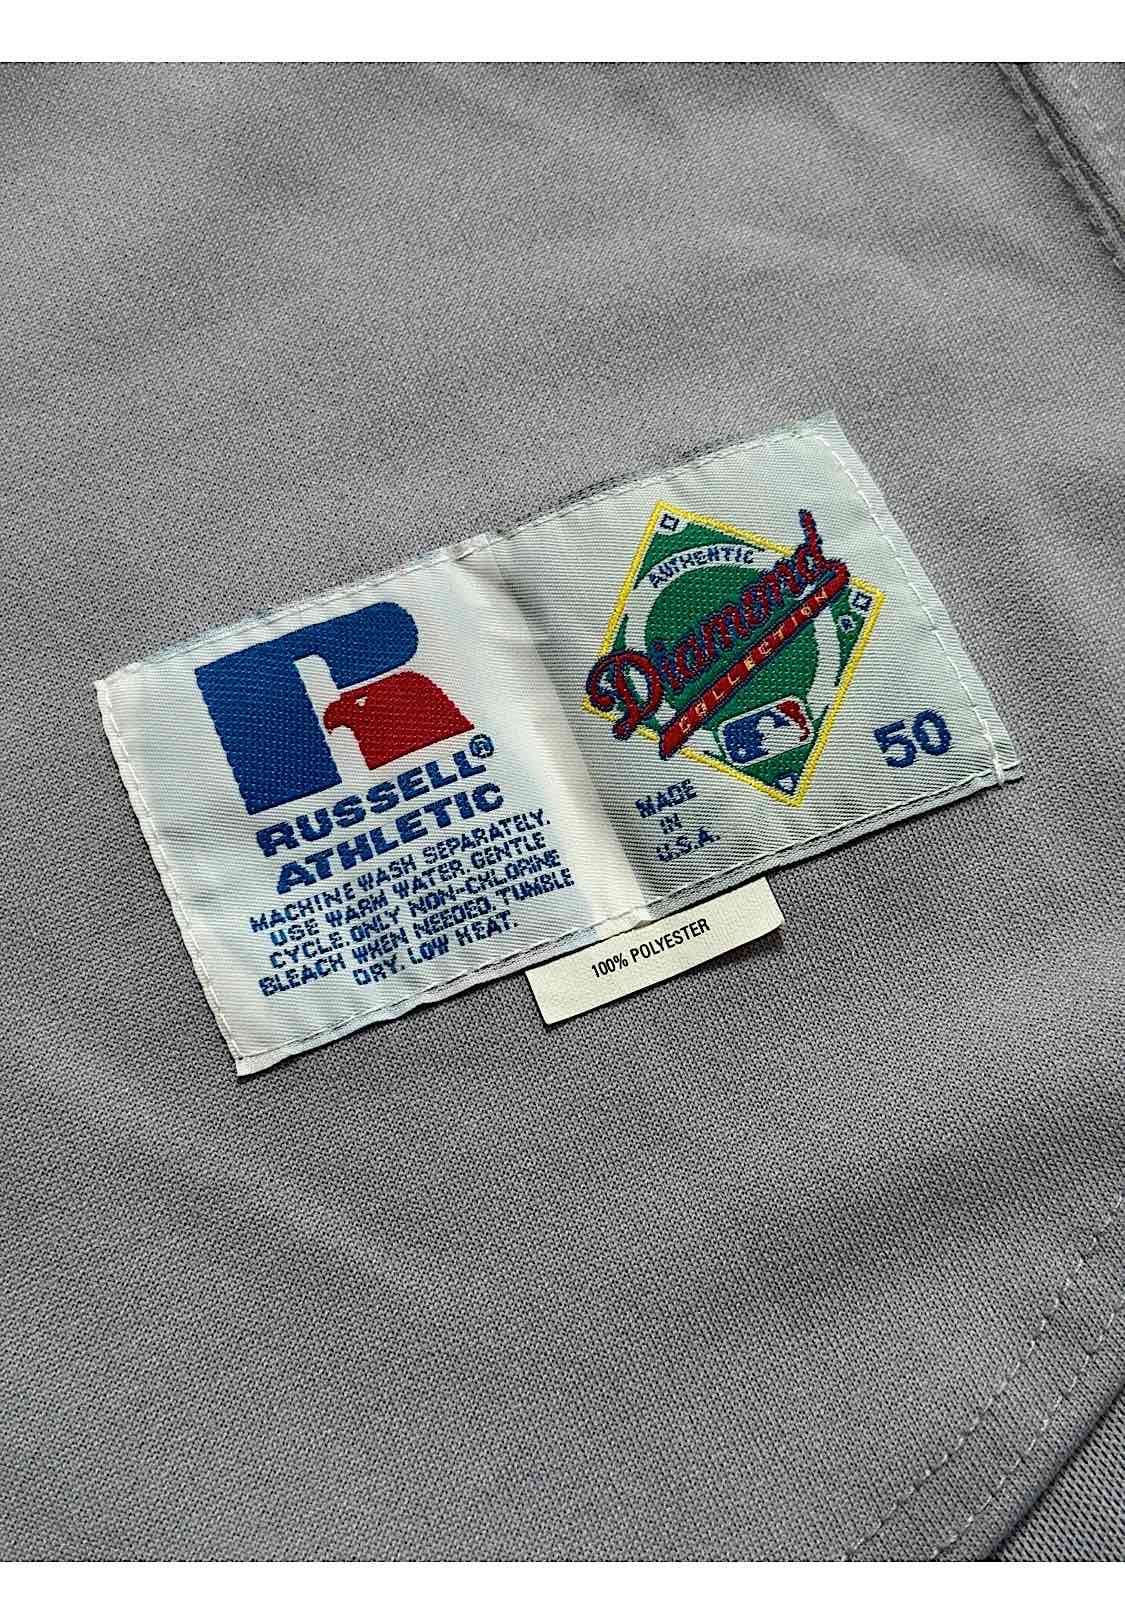 RUSSELL®
ATHLETIC
MACHINE WASH SEPARATELY.
USE WARM WATER. GENTLE
CYCLE. ONLY NON-CHLORINE
BLEACH WHEN NEEDED. TUMBLE
DRY. LOW HEAT.
AUTHENTIC
Diamond
COLLECTION
®
50
MADE
IN
U.S.A.
100% POLYESTER